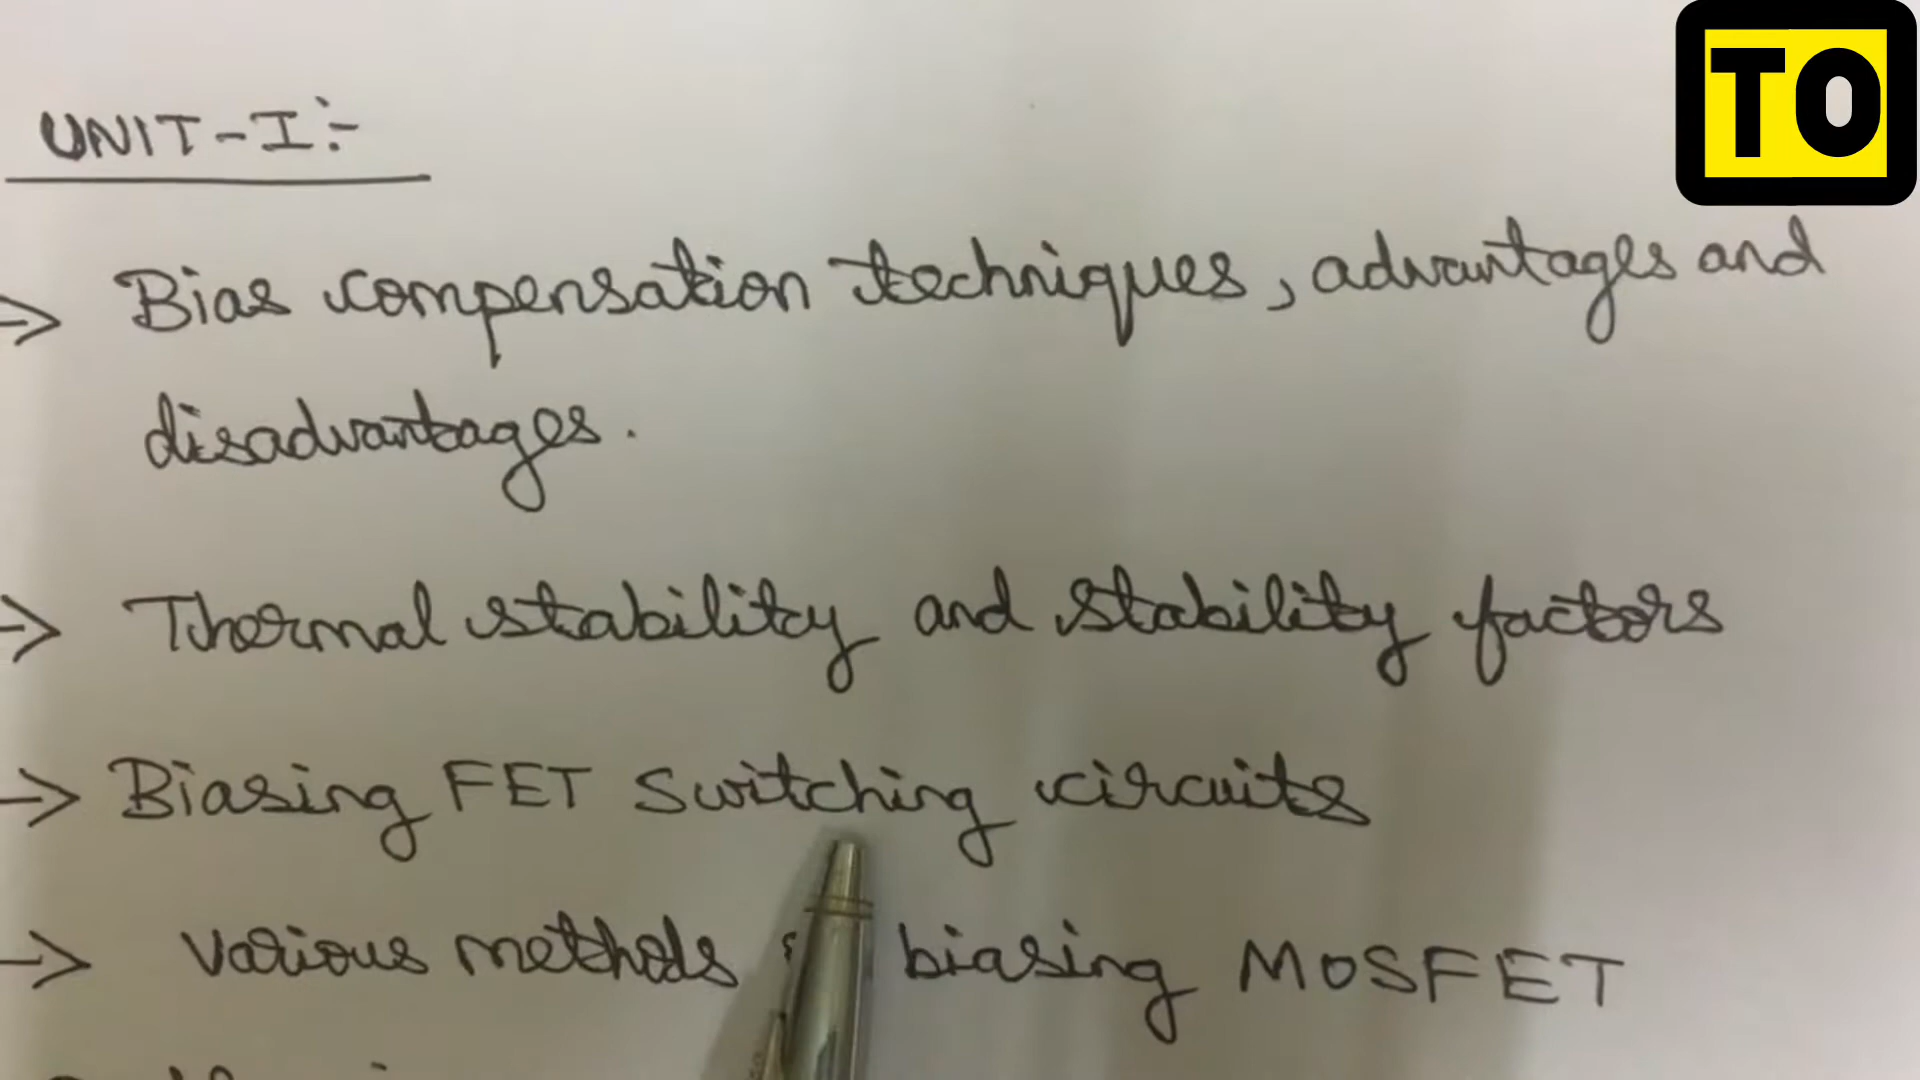 TO
UNIT-I:-
→ Bias compensation techniques, advantages and
disadvantages.
→ Thermal stability and stability factors
→ Biasing FET Switching circuits
→ Various methods biasing MOSFET